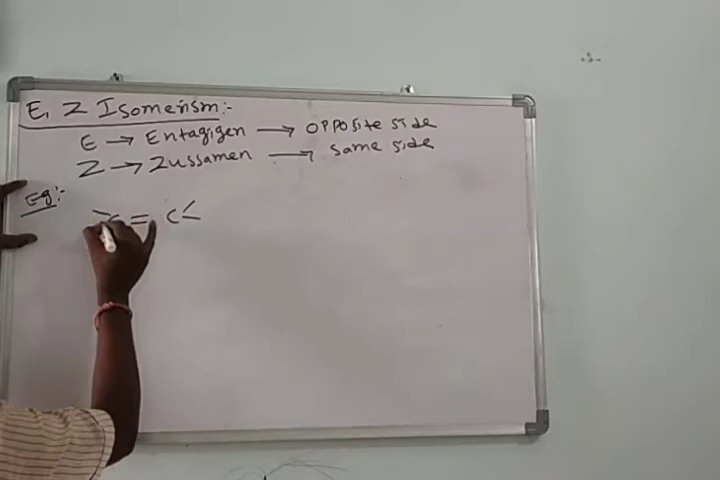 E, Z Isomerism:-
E → Entagigen → opposite side
Z → Zussamen → same side
Eg:-
C = C